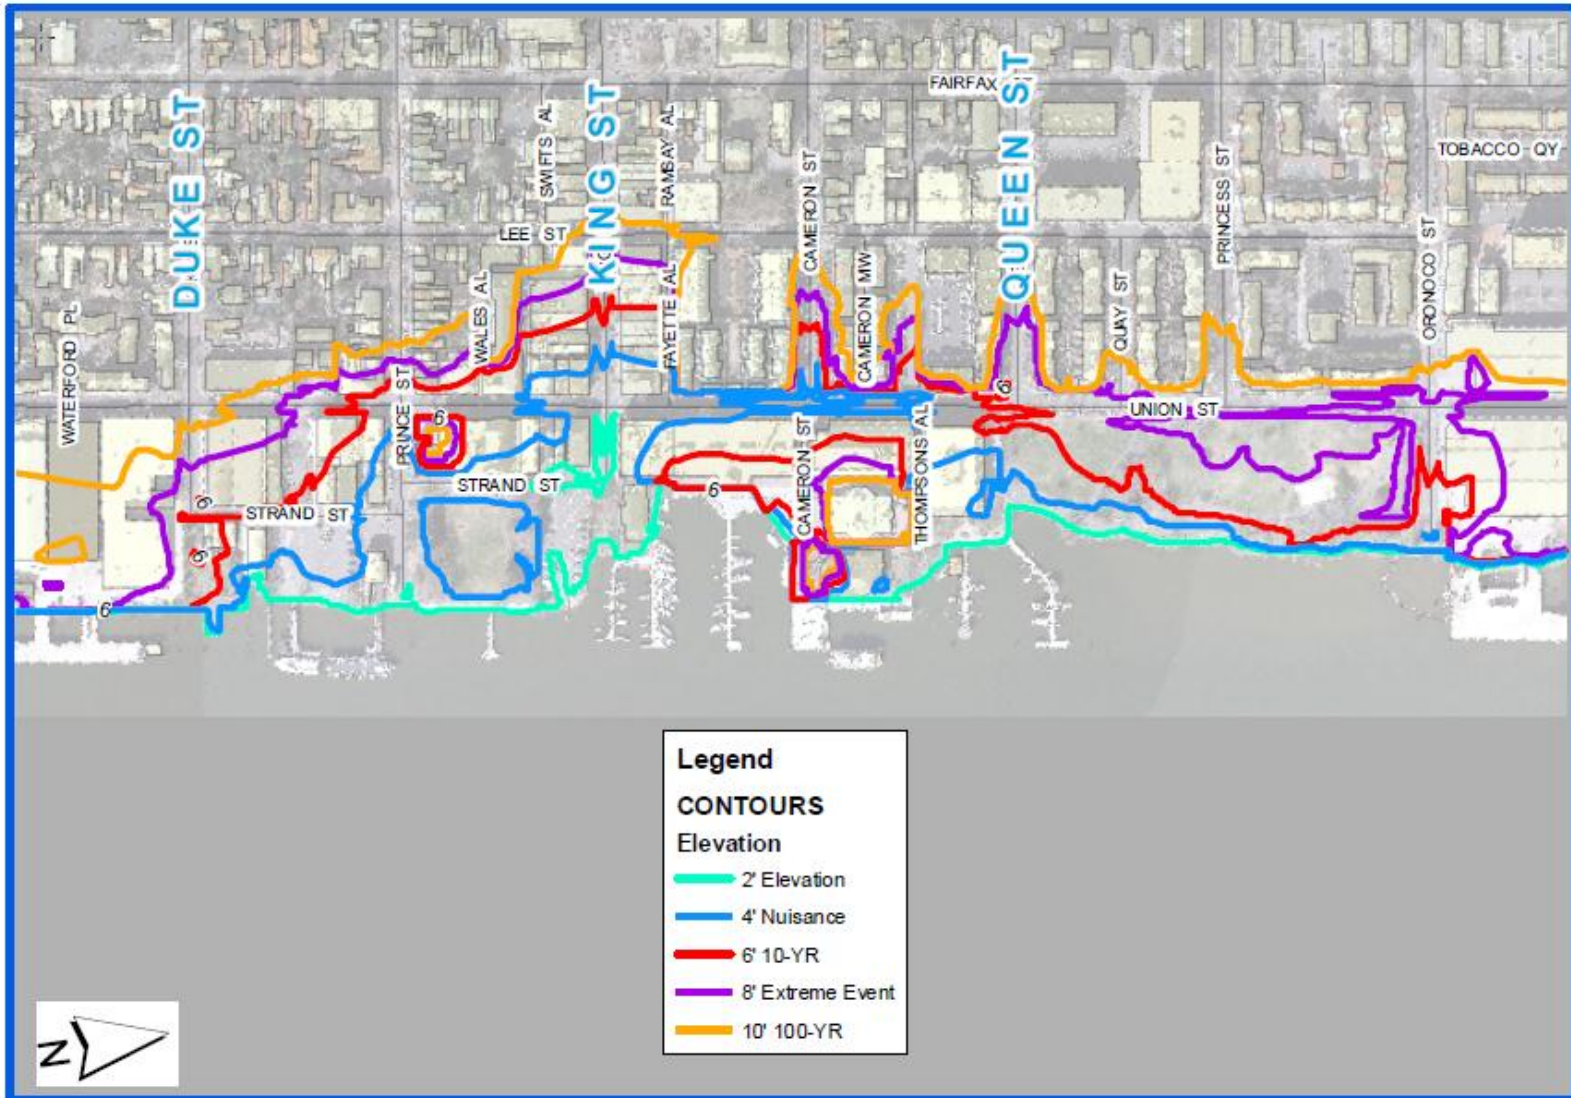 FAIRFAX ST
DUKE ST
SWIFTS AL
KING ST
RAMSAY AL
QUEEN ST
CAMERON ST
PRINCESS ST
TOBACCO QY
LEE ST
WATERFORD PL
WALES AL
FAYETTE AL
CAMERON MW
QUAY ST
ORONOCO ST
PRINCE ST
6
6
UNION ST
STRAND ST
STRAND ST
CAMERON ST
THOMPSONS AL
6
6
6
6
Legend
CONTOURS
Elevation
2' Elevation
4' Nuisance
6' 10-YR
8' Extreme Event
10' 100-YR
N